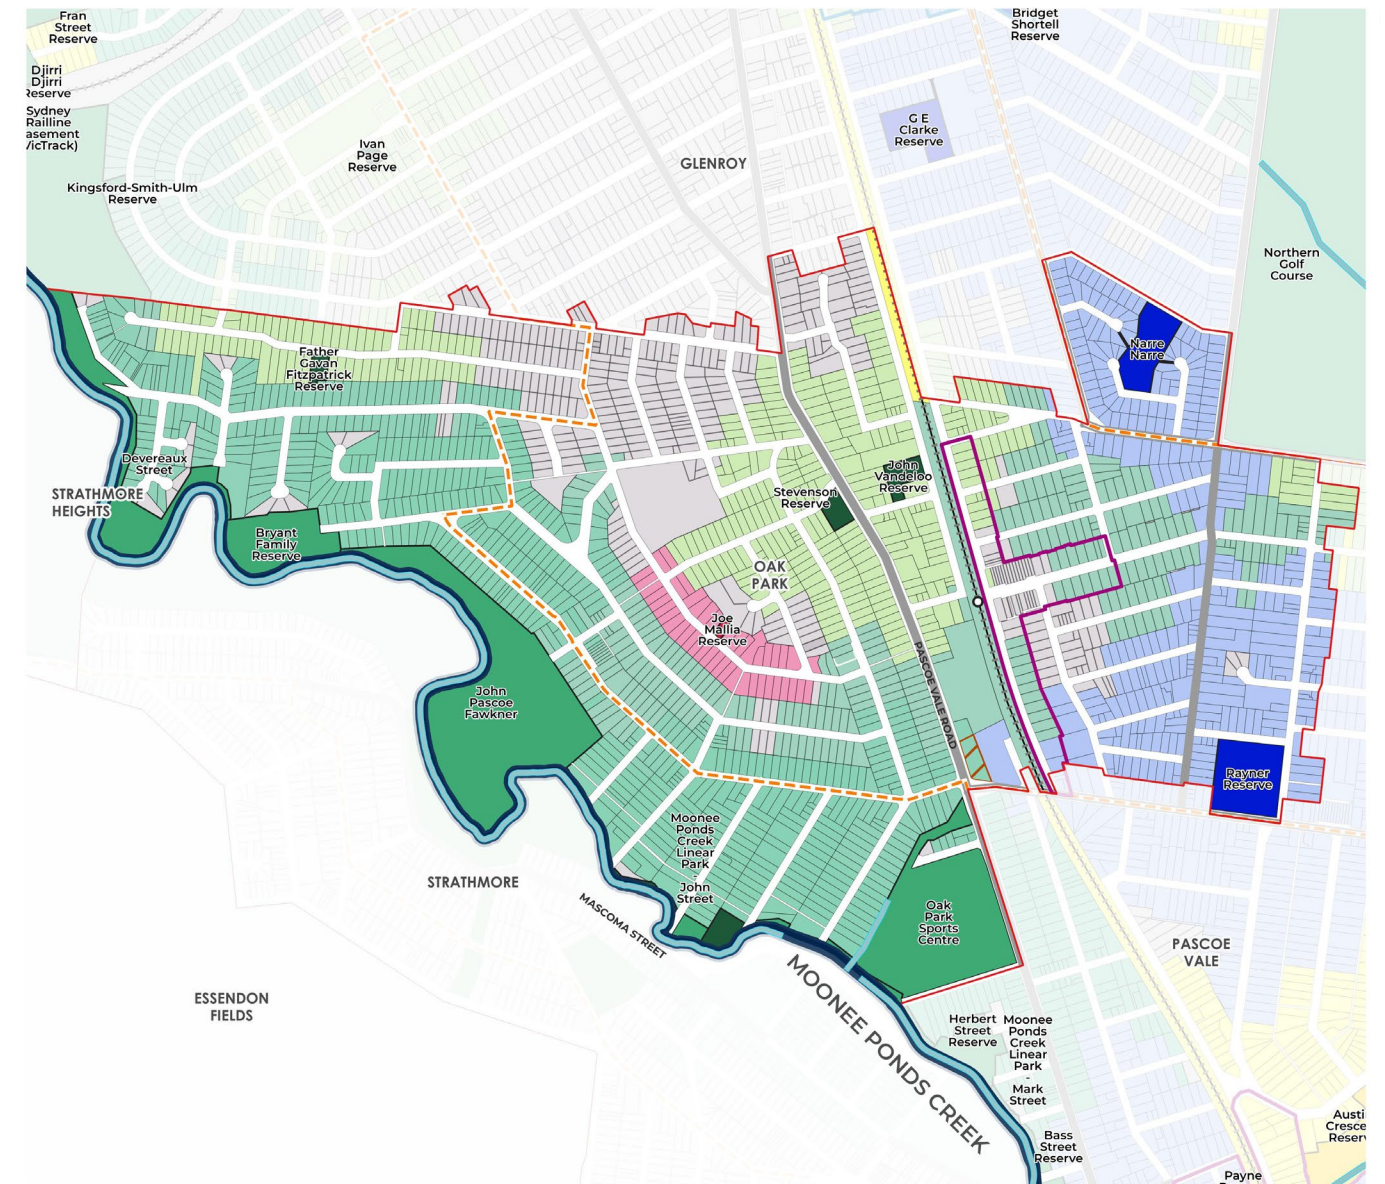 Fran
Street
Reserve
Bridget
Shortell
Reserve
Djirri
Djirri
Reserve
Sydney
Railline
asement
VicTrack)
G E
Clarke
Reserve
Ivan
Page
Reserve
GLENROY
Kingsford-Smith-Ulm
Reserve
Northern
Golf
Course
Narre
Narre
Father
Gavan
Fitzpatrick
Reserve
Devereaux
Street
STRATHMORE
HEIGHTS
John
Vandeloo
Reserve
Stevenson
Reserve
Bryant
Family
Reserve
OAK
PARK
Joe
Mallia
Reserve
John
Pascoe
Fawkner
PASCOE VALE ROAD
Rayner
Reserve
Moonee
Ponds
Creek
Linear
Park
-
John
Street
STRATHMORE
MASCOMA STREET
Oak
Park
Sports
Centre
PASCOE
VALE
MOONEE PONDS CREEK
ESSENDON
FIELDS
Herbert
Street
Reserve
Moonee
Ponds
Creek
Linear
Park
-
Mark
Street
Bass
Street
Reserve
Austi
Cresce
Reserv
Payne